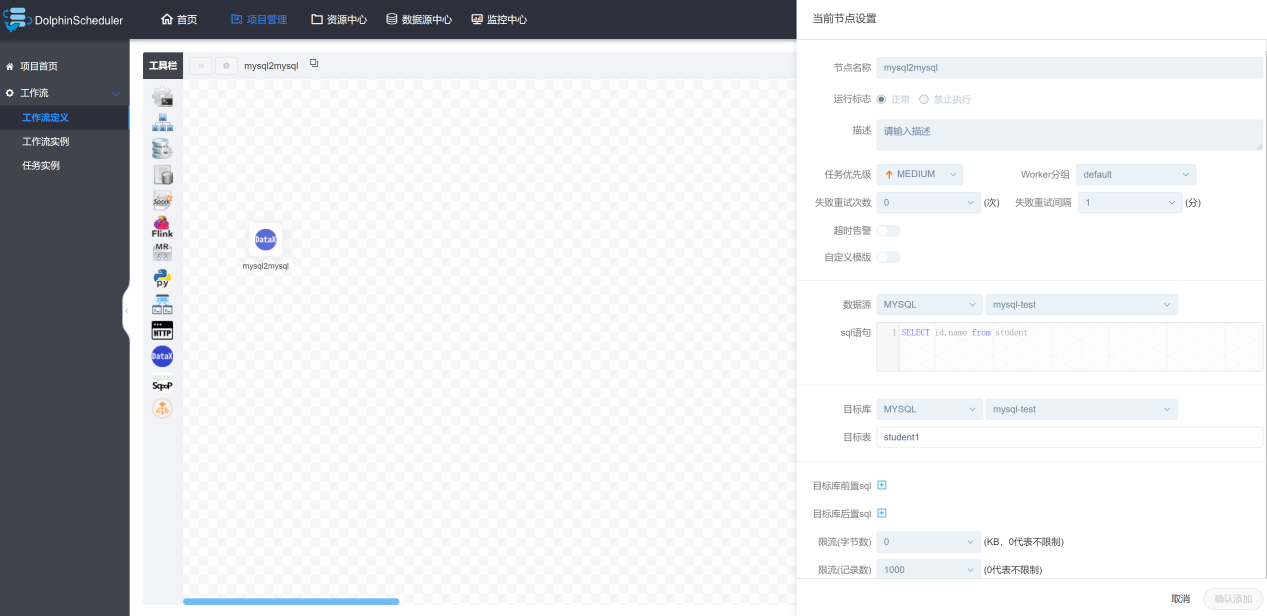 DolphinScheduler
首页
项目管理
资源中心
数据源中心
监控中心
项目首页
工作流
工作流定义
工作流实例
任务实例
工具栏
mysql2mysql
Spark
Flink
MR
py
HTTP
DataX
sqoop
DataX
mysql2mysql
当前节点设置
节点名称 mysql2mysql
运行标志 正常 禁止执行
描述 请输入描述
任务优先级 MEDIUM Worker分组 default
失败重试次数 0 (次) 失败重试间隔 1 (分)
超时告警
自定义模版
数据源 MYSQL mysql-test
sql语句 1 SELECT id,name from student
目标库 MYSQL mysql-test
目标表 student1
目标库前置sql
目标库后置sql
限流(字节数) 0 (KB，0代表不限制)
限流(记录数) 1000 (0代表不限制)
取消 确认添加